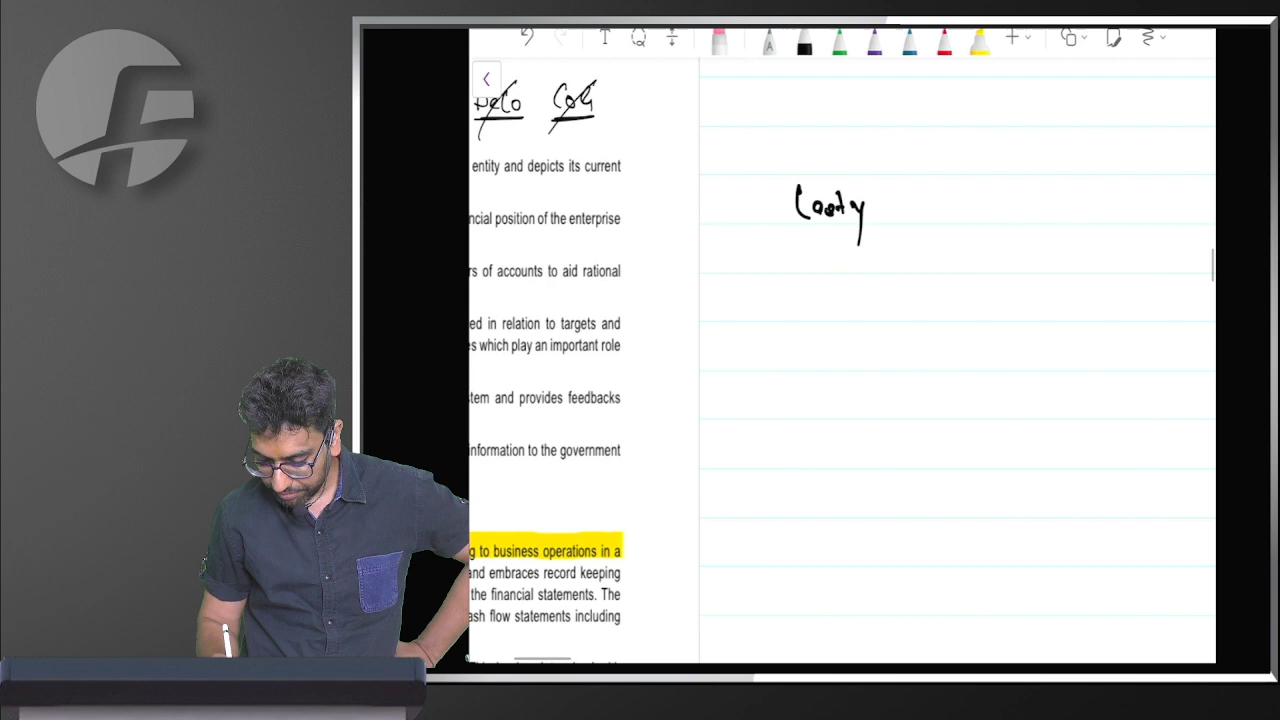 CoG
entity and depicts its current
ncial position of the enterprise
rs of accounts to aid rational
ed in relation to targets and
es which play an important role
stem and provides feedbacks
information to the government
g to business operations in a
and embraces record keeping
the financial statements. The
ash flow statements including
Costy